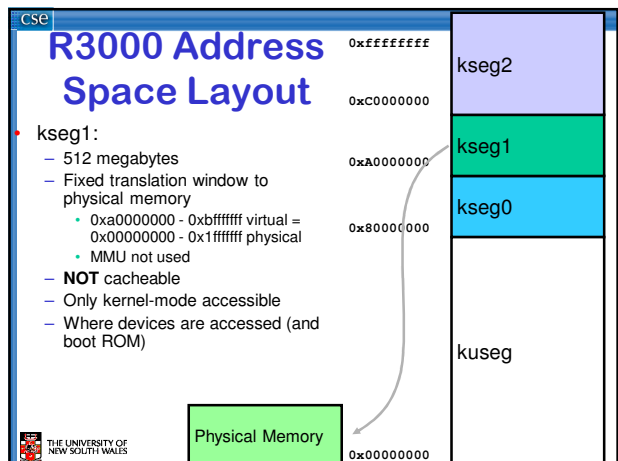 cse
R3000 Address
Space Layout
• kseg1:
– 512 megabytes
– Fixed translation window to
physical memory
• 0xa0000000 - 0xbfffffff virtual =
0x00000000 - 0x1fffffff physical
• MMU not used
– NOT cacheable
– Only kernel-mode accessible
– Where devices are accessed (and
boot ROM)
0xffffffff
0xC0000000
0xA0000000
0x80000000
0x00000000
kseg2
kseg1
kseg0
kuseg
Physical Memory
THE UNIVERSITY OF
NEW SOUTH WALES